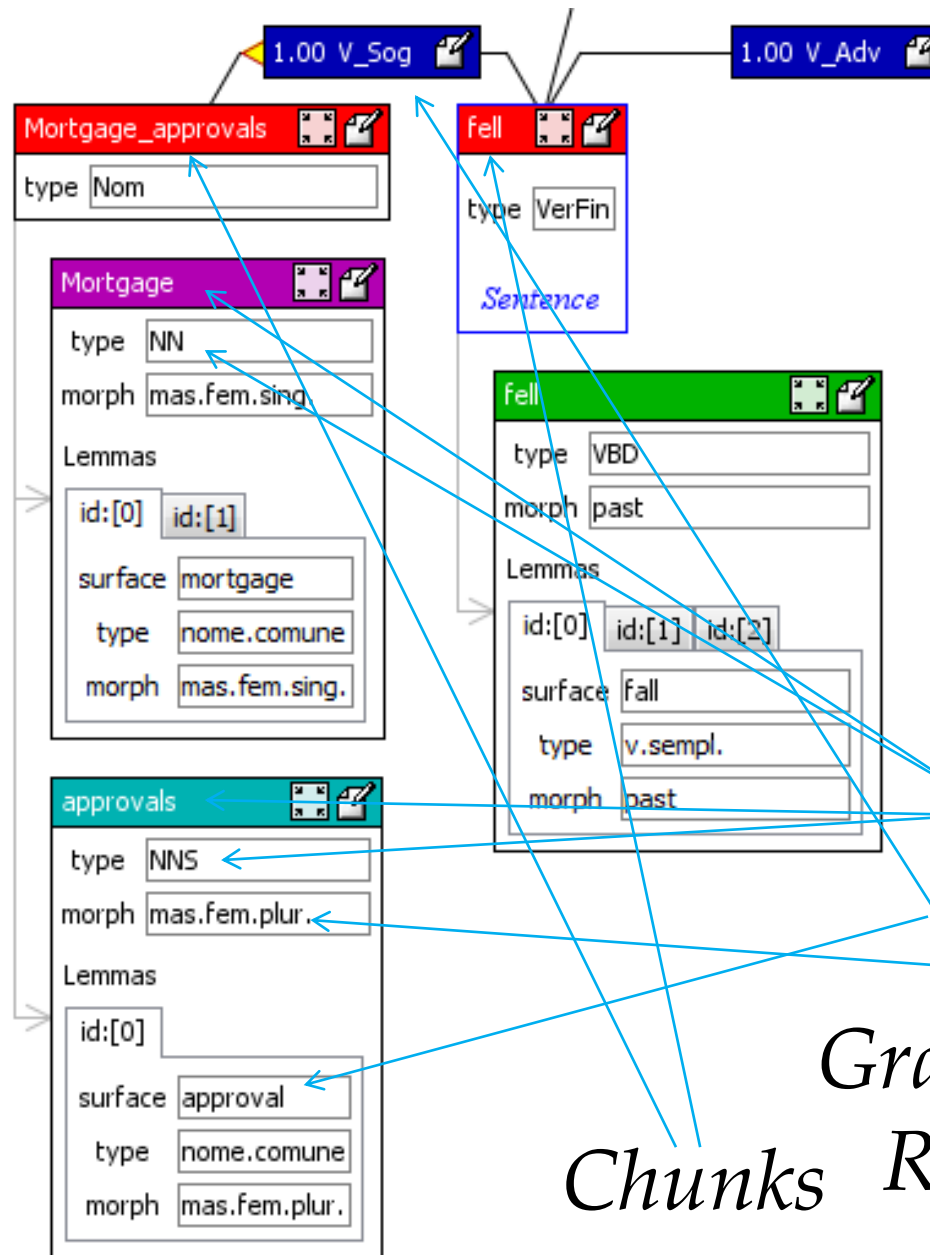 1.00 V_Sog
1.00 V_Adv
Mortgage_approvals
type Nom
fell
type VerFin
Sentence
Mortgage
type NN
morph mas.fem.sing.
Lemmas
id:[0] id:[1]
surface mortgage
type nome.comune
morph mas.fem.sing.
fell
type VBD
morph past
Lemmas
id:[0] id:[1] id:[2]
surface fall
type v.sempl.
morph past
approvals
type NNS
morph mas.fem.plur.
Lemmas
id:[0]
surface approval
type nome.comune
morph mas.fem.plur.
Chunks